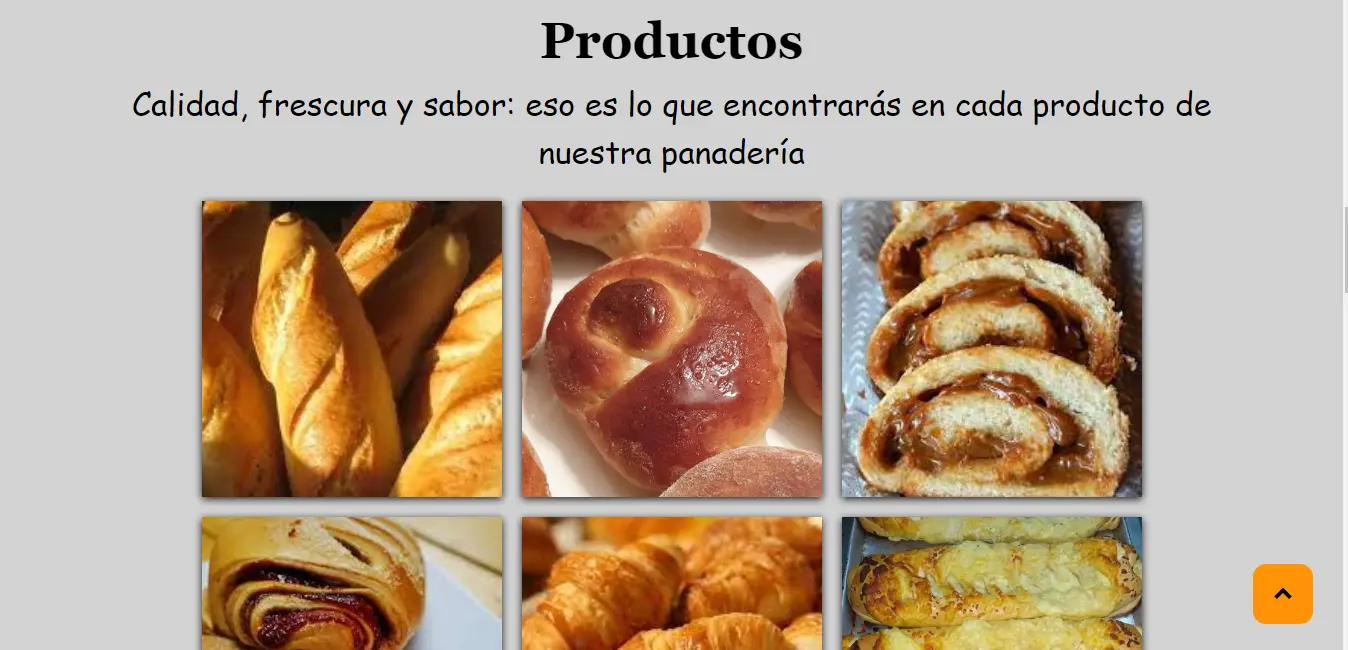 Productos
Calidad, frescura y sabor: eso es lo que encontrarás en cada producto de
nuestra panadería